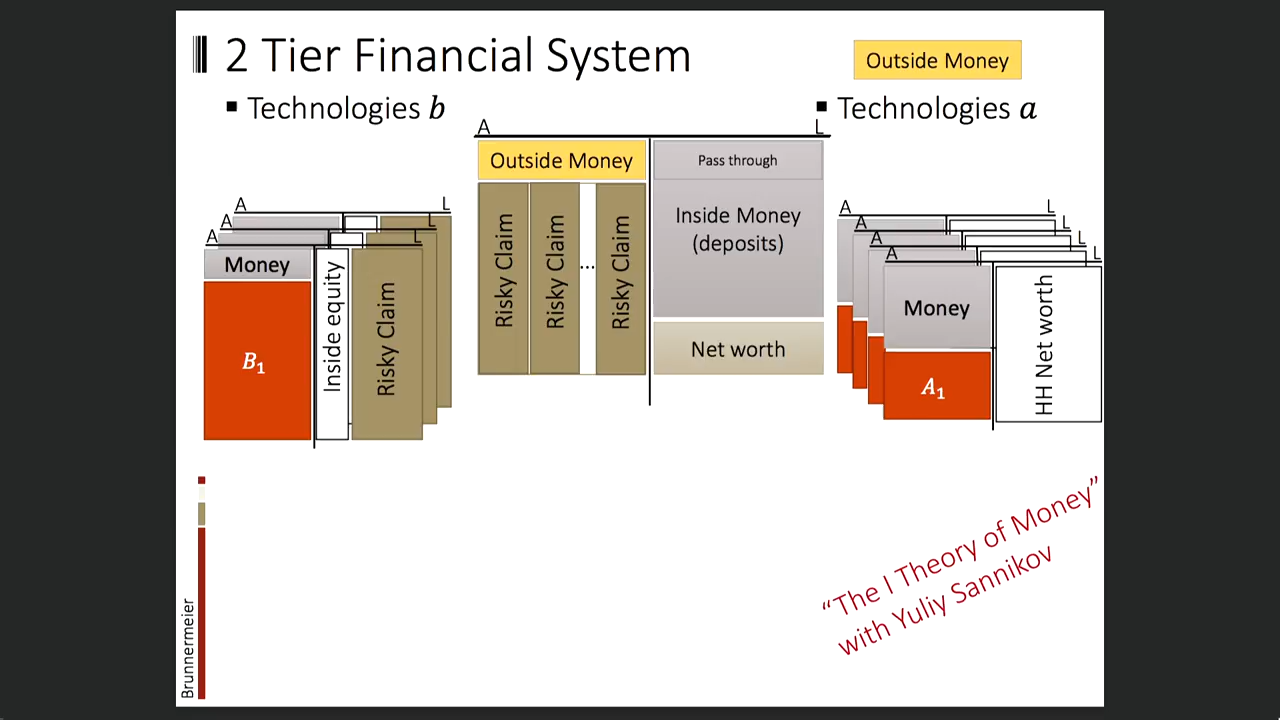 2 Tier Financial System
Outside Money
▪ Technologies b
▪ Technologies a
A L
Outside Money
Pass through
Inside Money
(deposits)
Risky Claim
Risky Claim
...
Risky Claim
Net worth
A L
A L
A L
Money
B₁
Inside equity
Risky Claim
A L
A L
A L
A L
Money
A₁
HH Net worth
“The I Theory of Money”
with Yuliy Sannikov
Brunnermeier